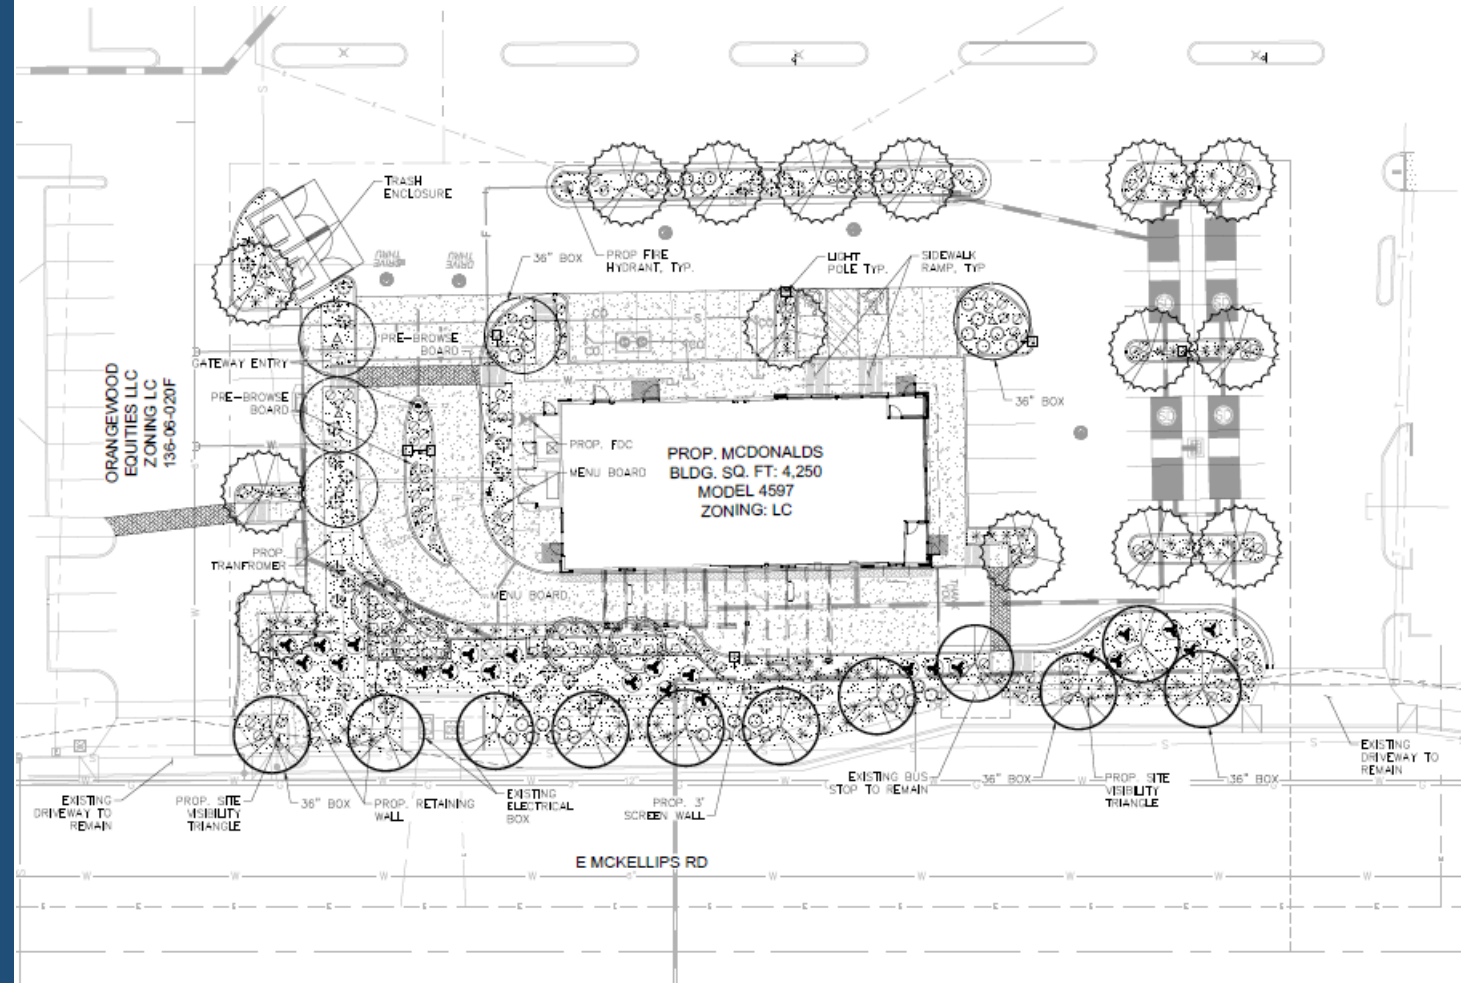 TRASH
ENCLOSURE
DRIVE
THRU
DRIVE
THRU
36" BOX
PROP FIRE
HYDRANT, TYP.
LIGHT
POLE TYP.
SIDEWALK
RAMP, TYP
PRE-BROWSE
BOARD
GATEWAY ENTRY
PRE-BROWSE
BOARD
36" BOX
ORANGEWOOD
EQUITIES LLC
ZONING LC
136-06-020F
PROP. FDC
MENU BOARD
PROP. MCDONALDS
BLDG. SQ. FT: 4,250
MODEL 4597
ZONING: LC
PROP.
TRANFROMER
MENU BOARD
EXISTING
DRIVEWAY TO
REMAIN
PROP. SITE
VISIBILITY
TRIANGLE
36" BOX
PROP. RETAINING
WALL
EXISTING
ELECTRICAL
BOX
PROP. 3'
SCREEN WALL
EXISTING BUS
STOP TO REMAIN
36" BOX
PROP. SITE
VISIBILITY
TRIANGLE
36" BOX
EXISTING
DRIVEWAY TO
REMAIN
E MCKELLIPS RD